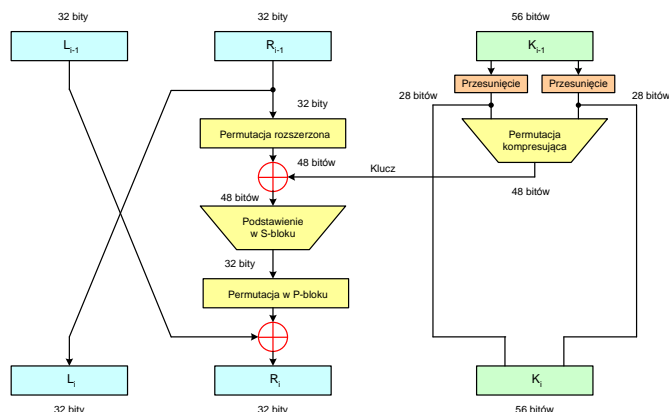 32 bity
32 bity
56 bitów
L i-1
R i-1
K i-1
Przesunięcie
Przesunięcie
28 bitów
28 bitów
32 bity
Permutacja rozszerzona
Permutacja
kompresująca
48 bitów
Klucz
48 bitów
48 bitów
Podstawienie
w S-bloku
32 bity
Permutacja w P-bloku
L i
R i
K i
32 bity
32 bity
56 bitów